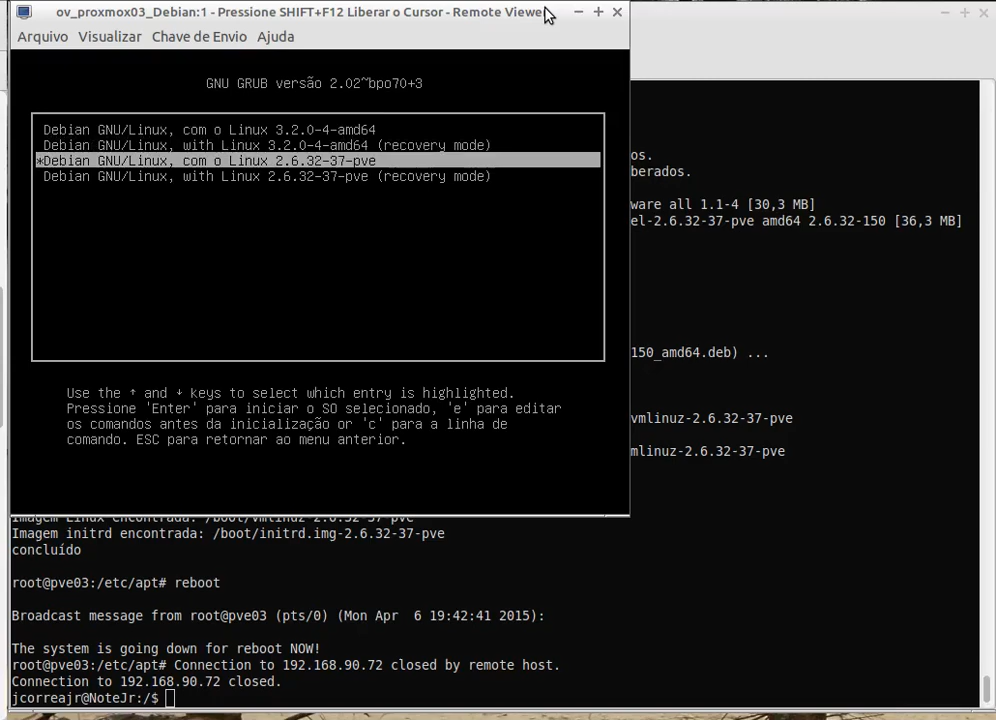 ov_proxmox03_Debian:1 - Pressione SHIFT+F12 Liberar o Cursor - Remote Viewer
Arquivo Visualizar Chave de Envio Ajuda
GNU GRUB versão 2.02~bpo70+3
Debian GNU/Linux, com o Linux 3.2.0-4-amd64
Debian GNU/Linux, with Linux 3.2.0-4-amd64 (recovery mode)
*Debian GNU/Linux, com o Linux 2.6.32-37-pve
Debian GNU/Linux, with Linux 2.6.32-37-pve (recovery mode)
Use the ↑ and ↓ keys to select which entry is highlighted.
Pressione 'Enter' para iniciar o SO selecionado, 'e' para editar
os comandos antes da inicialização or 'c' para a linha de
comando. ESC para retornar ao menu anterior.
os.
berados.
ware all 1.1-4 [30,3 MB]
el-2.6.32-37-pve amd64 2.6.32-150 [36,3 MB]
150_amd64.deb) ...
vmlinuz-2.6.32-37-pve
mlinuz-2.6.32-37-pve
Imagem Linux encontrada: /boot/vmlinuz-2.6.32-37-pve
Imagem initrd encontrada: /boot/initrd.img-2.6.32-37-pve
concluído
root@pve03:/etc/apt# reboot
Broadcast message from root@pve03 (pts/0) (Mon Apr  6 19:42:41 2015):
The system is going down for reboot NOW!
root@pve03:/etc/apt# Connection to 192.168.90.72 closed by remote host.
Connection to 192.168.90.72 closed.
jcorreajr@NoteJr:/$